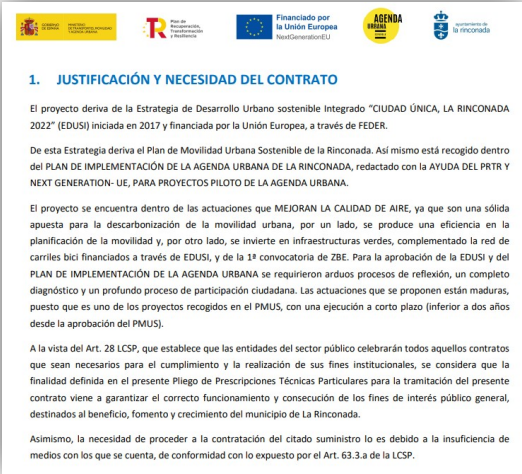 GOBIERNO DE ESPAÑA
MINISTERIO DE TRANSPORTES, MOVILIDAD Y AGENDA URBANA
Plan de Recuperación, Transformación y Resiliencia
Financiado por
la Unión Europea
NextGenerationEU
AGENDA
URBANA
ayuntamiento de
la rinconada
1. JUSTIFICACIÓN Y NECESIDAD DEL CONTRATO
El proyecto deriva de la Estrategia de Desarrollo Urbano sostenible Integrado “CIUDAD ÚNICA, LA RINCONADA
2022” (EDUSI) iniciada en 2017 y financiada por la Unión Europea, a través de FEDER.
De esta Estrategia deriva el Plan de Movilidad Urbana Sostenible de la Rinconada. Así mismo está recogido dentro
del PLAN DE IMPLEMENTACIÓN DE LA AGENDA URBANA DE LA RINCONADA, redactado con la AYUDA DEL PRTR Y
NEXT GENERATION- UE, PARA PROYECTOS PILOTO DE LA AGENDA URBANA.
El proyecto se encuentra dentro de las actuaciones que MEJORAN LA CALIDAD DE AIRE, ya que son una sólida
apuesta para la descarbonización de la movilidad urbana, por un lado, se produce una eficiencia en la
planificación de la movilidad y, por otro lado, se invierte en infraestructuras verdes, complementado la red de
carriles bici financiados a través de EDUSI, y de la 1ª convocatoria de ZBE. Para la aprobación de la EDUSI y del
PLAN DE IMPLEMENTACIÓN DE LA AGENDA URBANA se requirieron arduos procesos de reflexión, un completo
diagnóstico y un profundo proceso de participación ciudadana. Las actuaciones que se proponen están maduras,
puesto que es uno de los proyectos recogidos en el PMUS, con una ejecución a corto plazo (inferior a dos años
desde la aprobación del PMUS).
A la vista del Art. 28 LCSP, que establece que las entidades del sector público celebrarán todos aquellos contratos
que sean necesarios para el cumplimiento y la realización de sus fines institucionales, se considera que la
finalidad definida en el presente Pliego de Prescripciones Técnicas Particulares para la tramitación del presente
contrato viene a garantizar el correcto funcionamiento y consecución de los fines de interés público general,
destinados al beneficio, fomento y crecimiento del municipio de La Rinconada.
Asimismo, la necesidad de proceder a la contratación del citado suministro lo es debido a la insuficiencia de
medios con los que se cuenta, de conformidad con lo expuesto por el Art. 63.3.a de la LCSP.